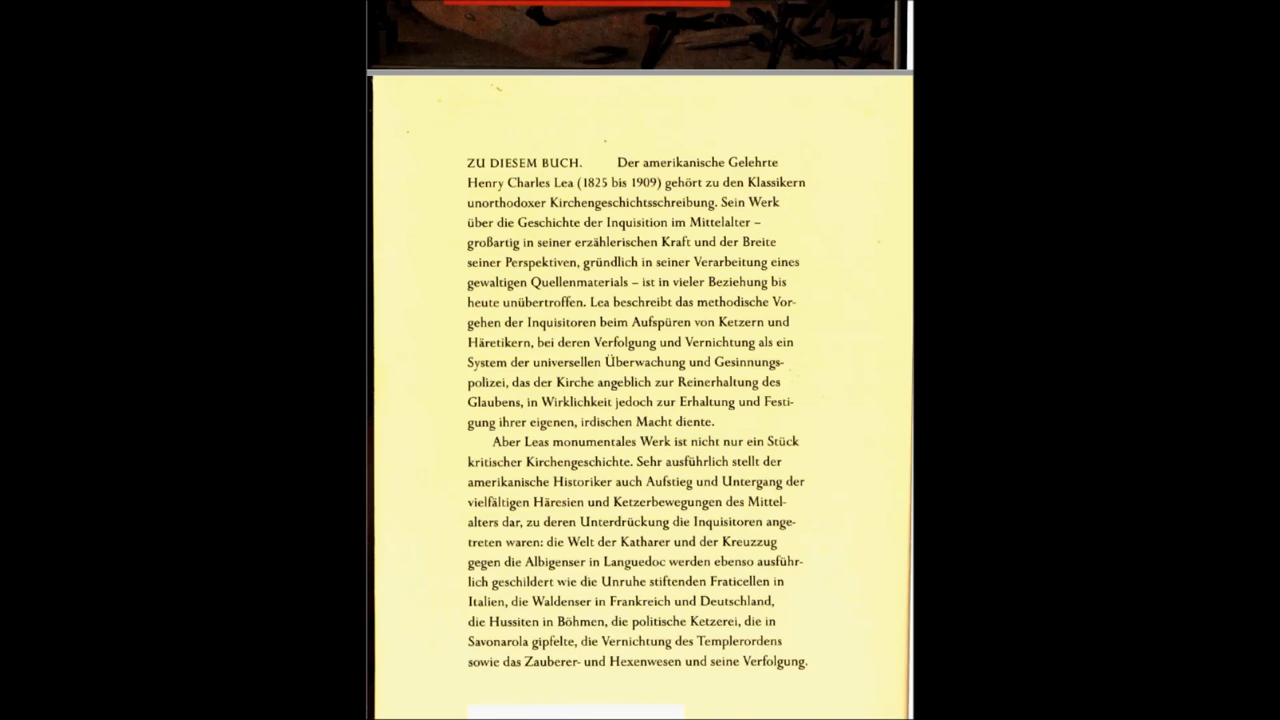 ZU DIESEM BUCH. Der amerikanische Gelehrte
Henry Charles Lea (1825 bis 1909) gehört zu den Klassikern
unorthodoxer Kirchengeschichtsschreibung. Sein Werk
über die Geschichte der Inquisition im Mittelalter –
großartig in seiner erzählerischen Kraft und der Breite
seiner Perspektiven, gründlich in seiner Verarbeitung eines
gewaltigen Quellenmaterials – ist in vieler Beziehung bis
heute unübertroffen. Lea beschreibt das methodische Vor-
gehen der Inquisitoren beim Aufspüren von Ketzern und
Häretikern, bei deren Verfolgung und Vernichtung als ein
System der universellen Überwachung und Gesinnungs-
polizei, das der Kirche angeblich zur Reinerhaltung des
Glaubens, in Wirklichkeit jedoch zur Erhaltung und Festi-
gung ihrer eigenen, irdischen Macht diente.
Aber Leas monumentales Werk ist nicht nur ein Stück
kritischer Kirchengeschichte. Sehr ausführlich stellt der
amerikanische Historiker auch Aufstieg und Untergang der
vielfältigen Häresien und Ketzerbewegungen des Mittel-
alters dar, zu deren Unterdrückung die Inquisitoren ange-
treten waren: die Welt der Katharer und der Kreuzzug
gegen die Albigenser in Languedoc werden ebenso ausführ-
lich geschildert wie die Unruhe stiftenden Fraticellen in
Italien, die Waldenser in Frankreich und Deutschland,
die Hussiten in Böhmen, die politische Ketzerei, die in
Savonarola gipfelte, die Vernichtung des Templerordens
sowie das Zauberer- und Hexenwesen und seine Verfolgung.